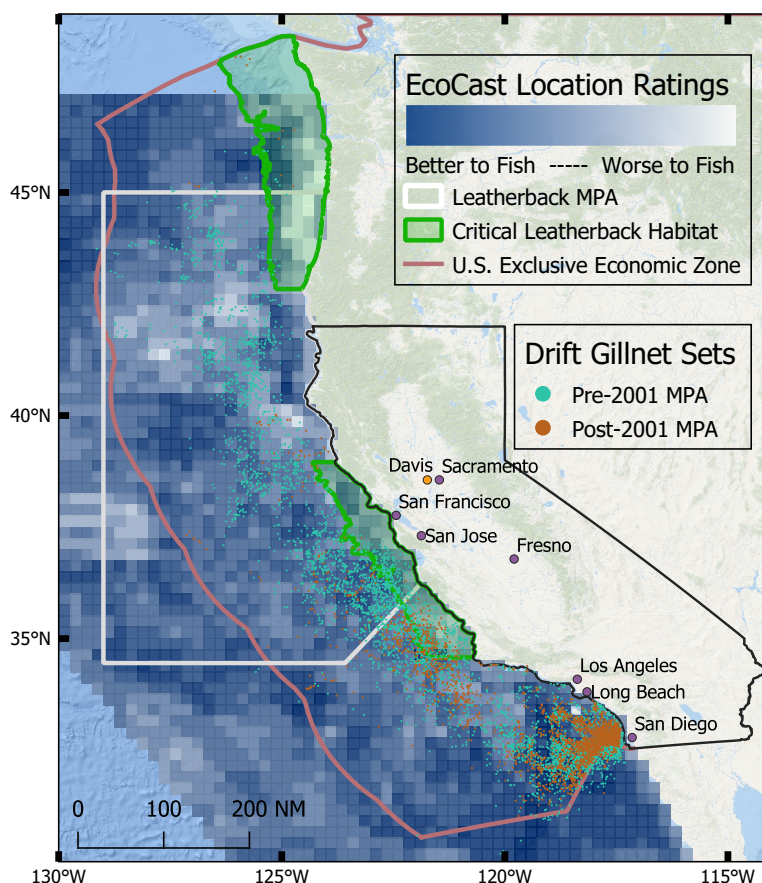 EcoCast Location Ratings
Better to Fish ----- Worse to Fish
Leatherback MPA
Critical Leatherback Habitat
U.S. Exclusive Economic Zone
Drift Gillnet Sets
Pre-2001 MPA
Post-2001 MPA
45°N
40°N
35°N
Davis
Sacramento
San Francisco
San Jose
Fresno
Los Angeles
Long Beach
San Diego
0 100 200 NM
130°W 125°W 120°W 115°W